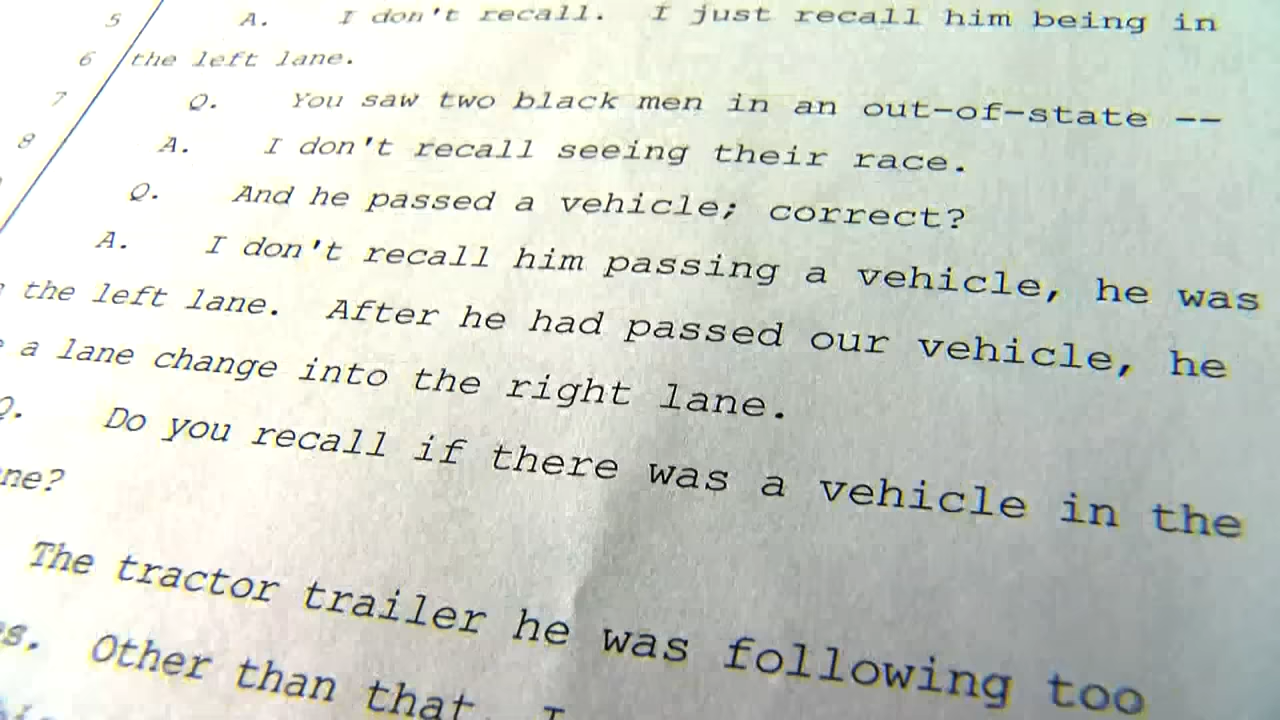 5 A. I don't recall. I just recall him being in
6 the left lane.
7 Q. You saw two black men in an out-of-state --
8 A. I don't recall seeing their race.
Q. And he passed a vehicle; correct?
A. I don't recall him passing a vehicle, he was
the left lane. After he had passed our vehicle, he
a lane change into the right lane.
Q. Do you recall if there was a vehicle in the
ne?
The tractor trailer he was following too
s. Other than that, I